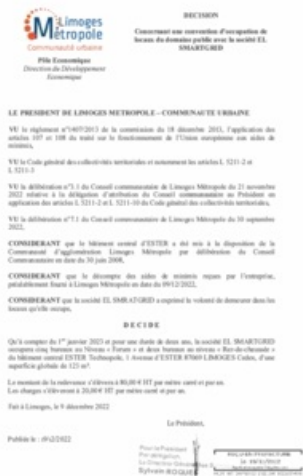 Limoges
Métropole
Communauté urbaine
Pôle Economique
Direction du Développement
Economique
DECISION
Concernant une convention d'occupation de
locaux du domaine public avec la société EL
SMARTGRID
LE PRESIDENT DE LIMOGES METROPOLE – COMMUNAUTE URBAINE
VU le règlement n°1407/2013 de la commission du 18 décembre 2013, l'application des
articles 107 et 108 du traité sur le fonctionnement de l'Union européenne aux aides de
minimis,
VU le Code général des collectivités territoriales et notamment les articles L 5211-2 et
L 5211-3
VU la délibération n°3.1 du Conseil communautaire de Limoges Métropole du 21 novembre
2022 relative à la délégation d'attribution du Conseil communautaire au Président en
application des articles L 5211-2 et L 5211-10 du Code général des collectivités territoriales,
VU la délibération n°7.1 du Conseil communautaire de Limoges Métropole du 30 septembre
2022,
CONSIDERANT que le bâtiment central d'ESTER a été mis à la disposition de la
Communauté d'agglomération Limoges Métropole par délibération du Conseil
Communautaire en date du 30 juin 2008,
CONSIDERANT que le décompte des aides de minimis reçues par l'entreprise,
préalablement fourni à Limoges Métropole en date du 09/12/2022,
CONSIDERANT que la société EL SMARTGRID a exprimé la volonté de demeurer dans les
locaux qu'elle occupe,
DECIDE
Qu'à compter du 1er janvier 2023 et pour une durée de deux ans, la société EL SMARTGRID
occupera cinq bureaux au Niveau « Forum » et deux bureaux au niveau « Rez-de-chaussée »
du bâtiment central ESTER Technopole, 1 Avenue d'ESTER 87069 LIMOGES Cedex, d'une
superficie globale de 123 m².
Le montant de la redevance s'élèvera à 80,00 € HT par mètre carré et par an.
Les charges s'élèveront à 20,00€ HT par mètre carré et par an.
Fait à Limoges, le 9 décembre 2022
Le Président,
Publiée le : /12/2022
Pour le Président
Par délégation
Le Directeur Général
Sylvain ROQUES